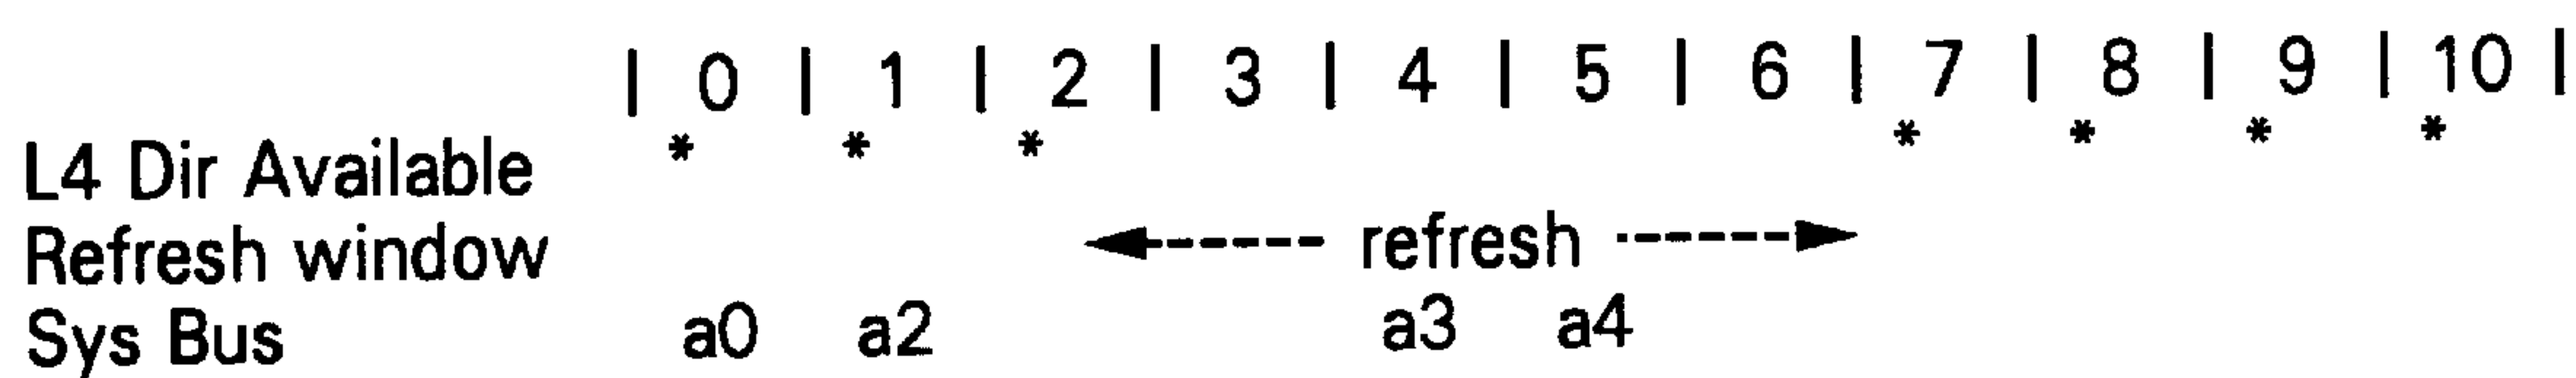 | 0 | 1 | 2 | 3 | 4 | 5 | 6 | 7 | 8 | 9 | 10 |
L4 Dir Available * * * * * * *
Refresh window ◄------ refresh ------►
Sys Bus a0 a2 a3 a4